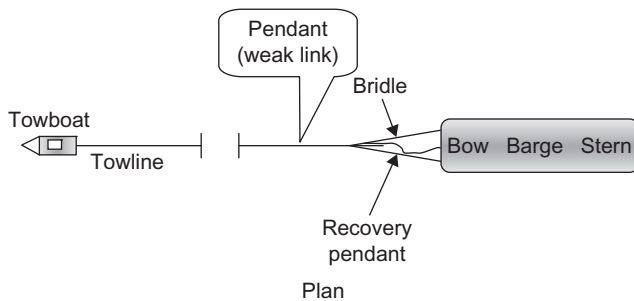 Pendant
(weak link)
Bridle
Towboat
Towline
Bow Barge Stern
Recovery
pendant
Plan